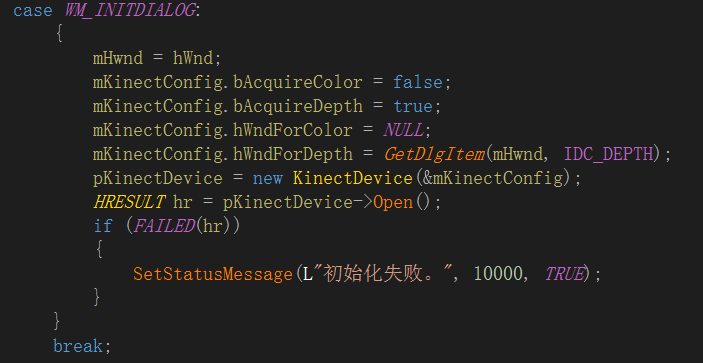 case WM_INITDIALOG:
{
mHwnd = hWnd;
mKinectConfig.bAcquireColor = false;
mKinectConfig.bAcquireDepth = true;
mKinectConfig.hWndForColor = NULL;
mKinectConfig.hWndForDepth = GetDlgItem(mHwnd, IDC_DEPTH);
pKinectDevice = new KinectDevice(&mKinectConfig);
HRESULT hr = pKinectDevice->Open();
if (FAILED(hr))
{
SetStatusMessage(L"初始化失败。", 10000, TRUE);
}
}
break;